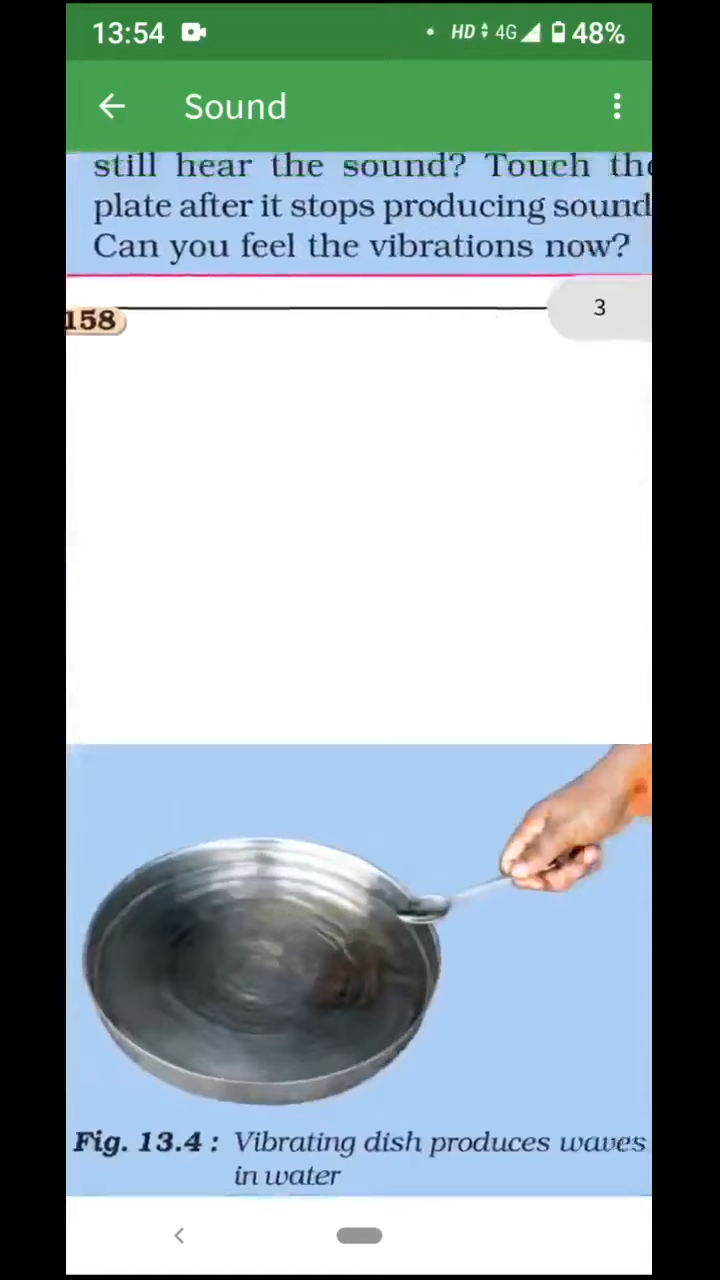 13:54 HD 4G 48%
Sound
still hear the sound? Touch the
plate after it stops producing sound
Can you feel the vibrations now?
158
3
Fig. 13.4 : Vibrating dish produces waves
in water